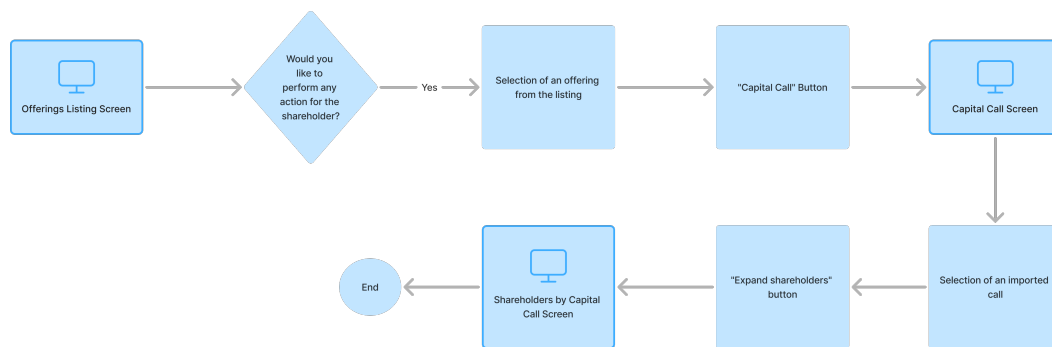 Offerings Listing Screen
Would you
like to
perform any
action for the
shareholder?
Yes
Selection of an offering
from the listing
"Capital Call" Button
Capital Call Screen
Selection of an imported
call
"Expand shareholders"
button
Shareholders by Capital
Call Screen
End